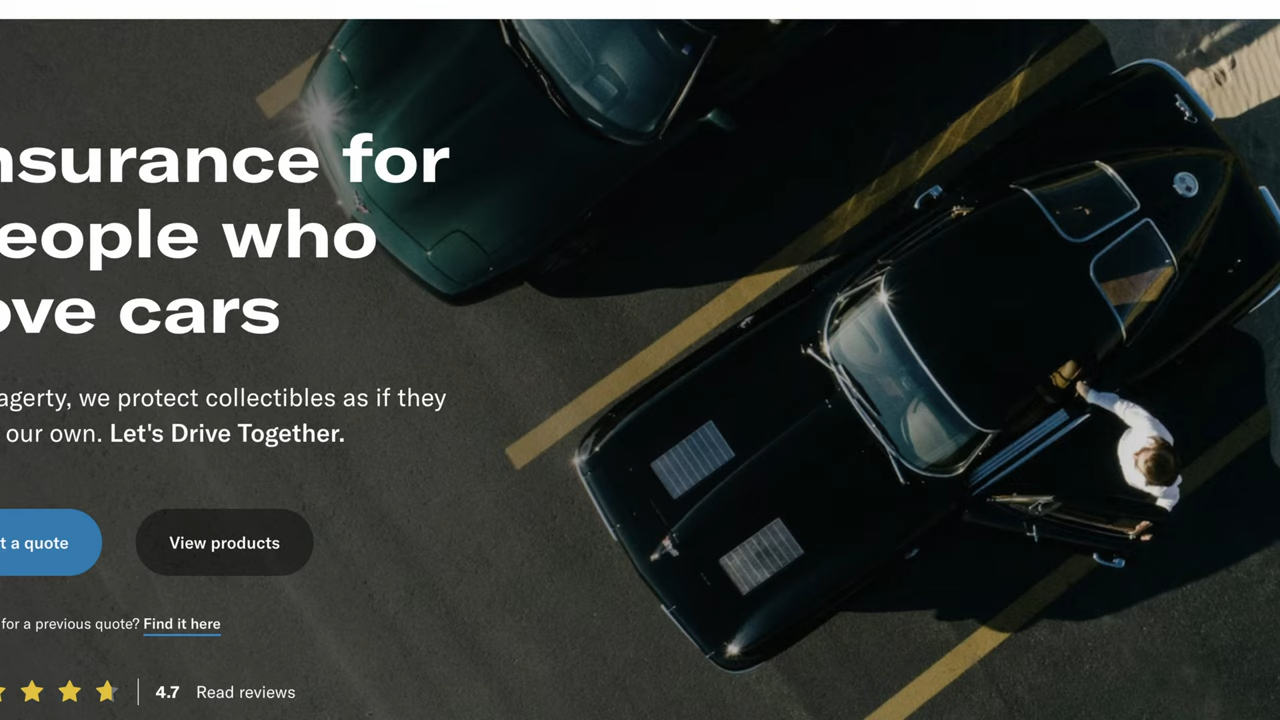 nsurance for
eople who
ove cars
agerty, we protect collectibles as if they
our own. Let's Drive Together.
t a quote
View products
for a previous quote? Find it here
4.7 Read reviews